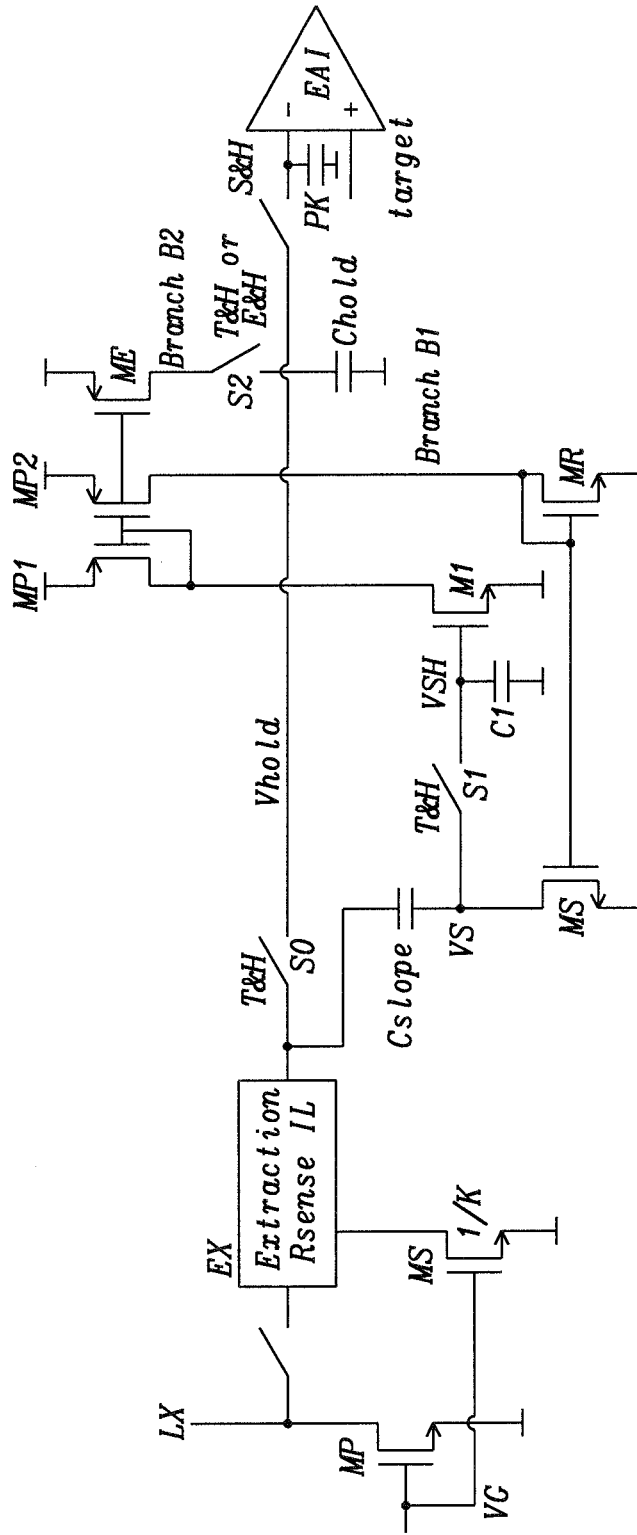 LX
MP
VG
EX
Extraction
Rsense IL
MS
1/K
T&H
S0
Cslope
VS
MS
Vhold
T&H
S1
VSH
C1
M1
MP1
MP2
ME
Branch B2
T&H or
E&H
S2
Chold
Branch B1
MR
S&H
PK
-
+
EAI
target